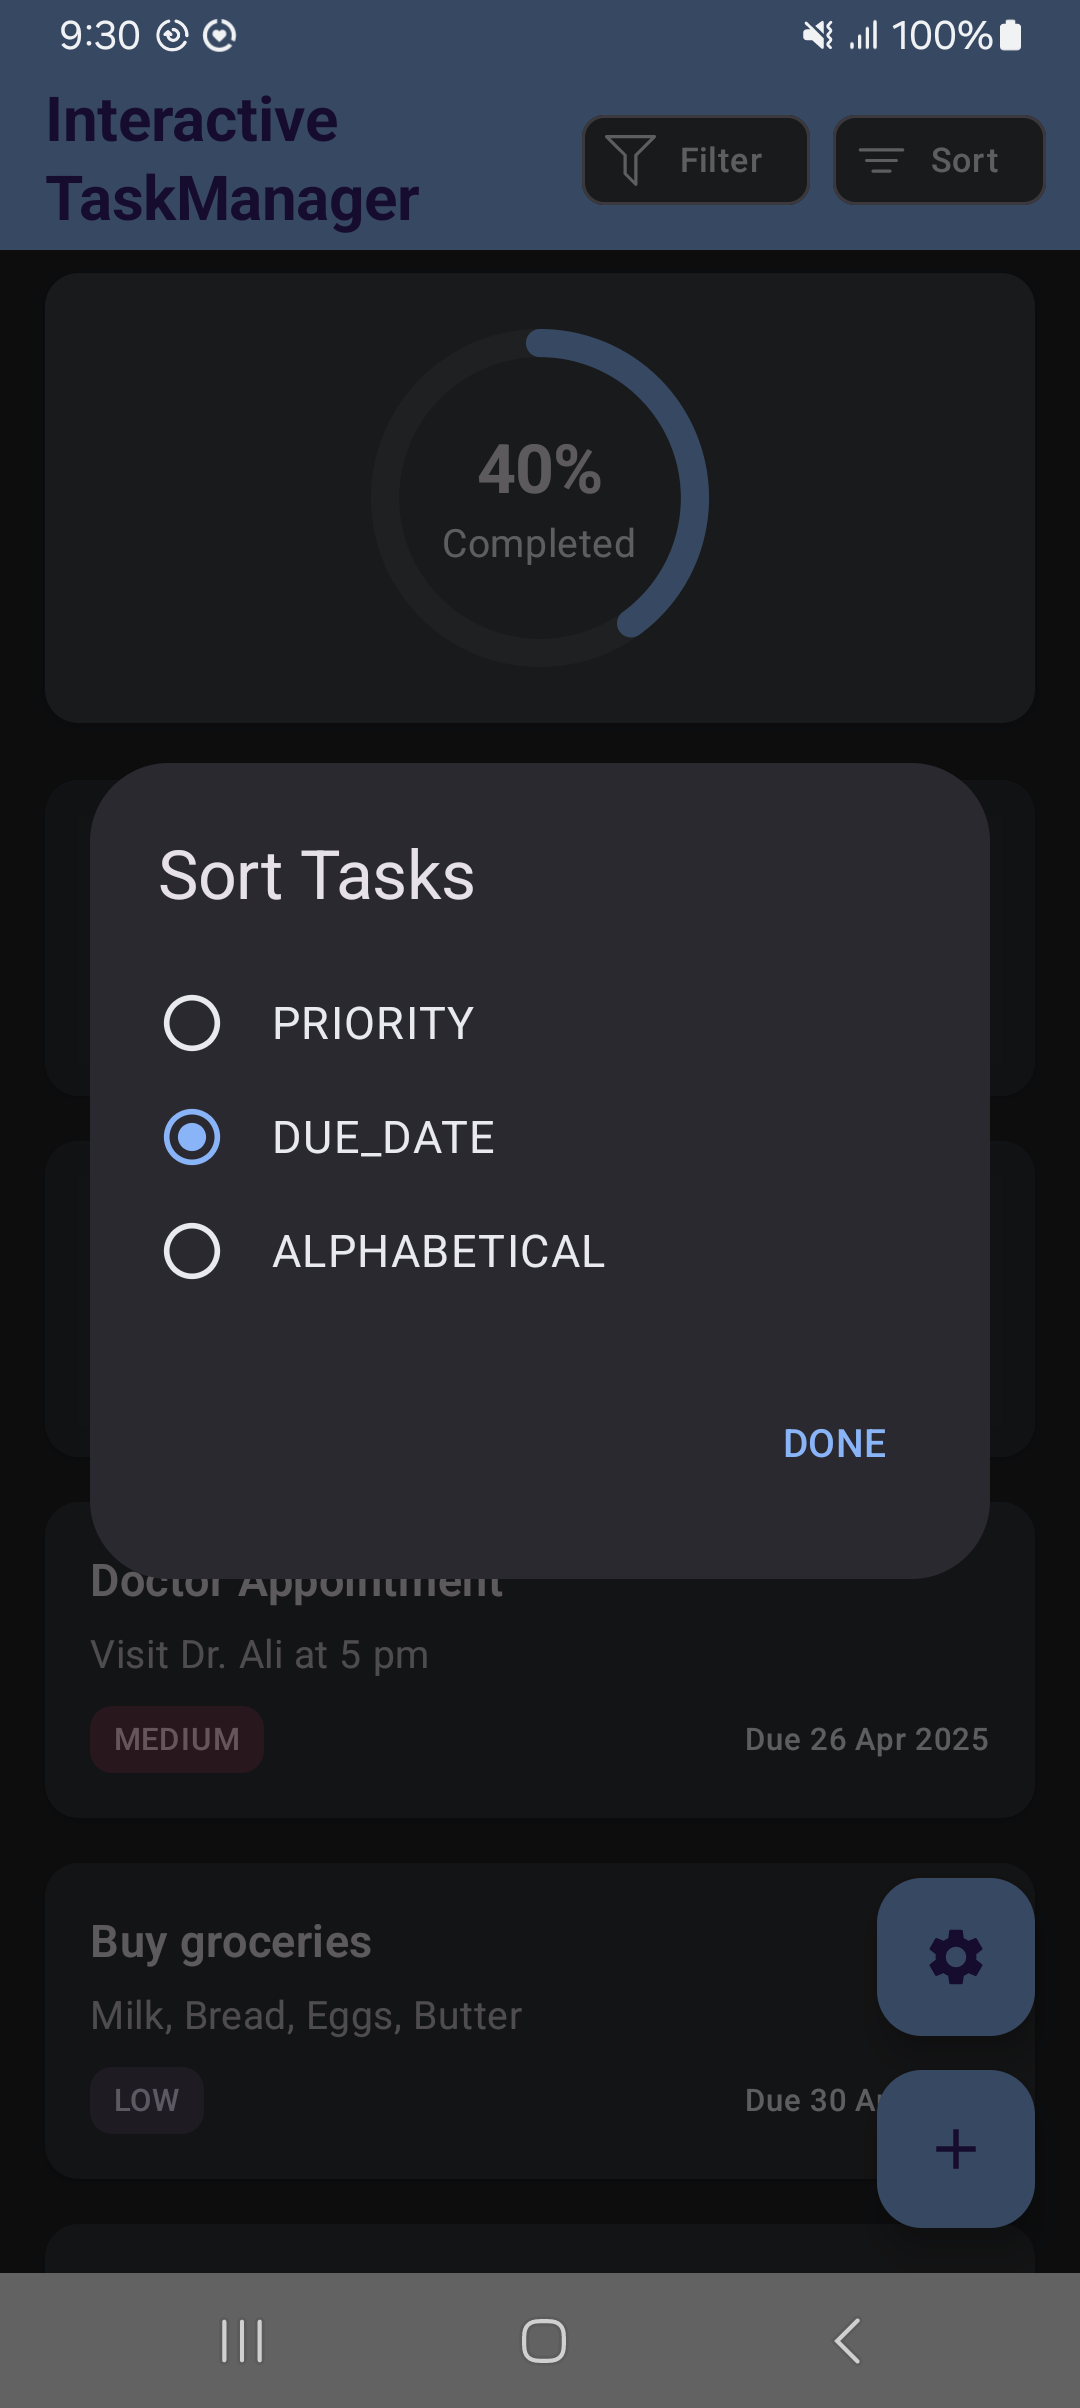 9:30
100%
Interactive
TaskManager
Filter
Sort
40%
Completed
Sort Tasks
PRIORITY
DUE_DATE
ALPHABETICAL
DONE
Doctor Appointment
Visit Dr. Ali at 5 pm
MEDIUM
Due 26 Apr 2025
Buy groceries
Milk, Bread, Eggs, Butter
LOW
Due 30